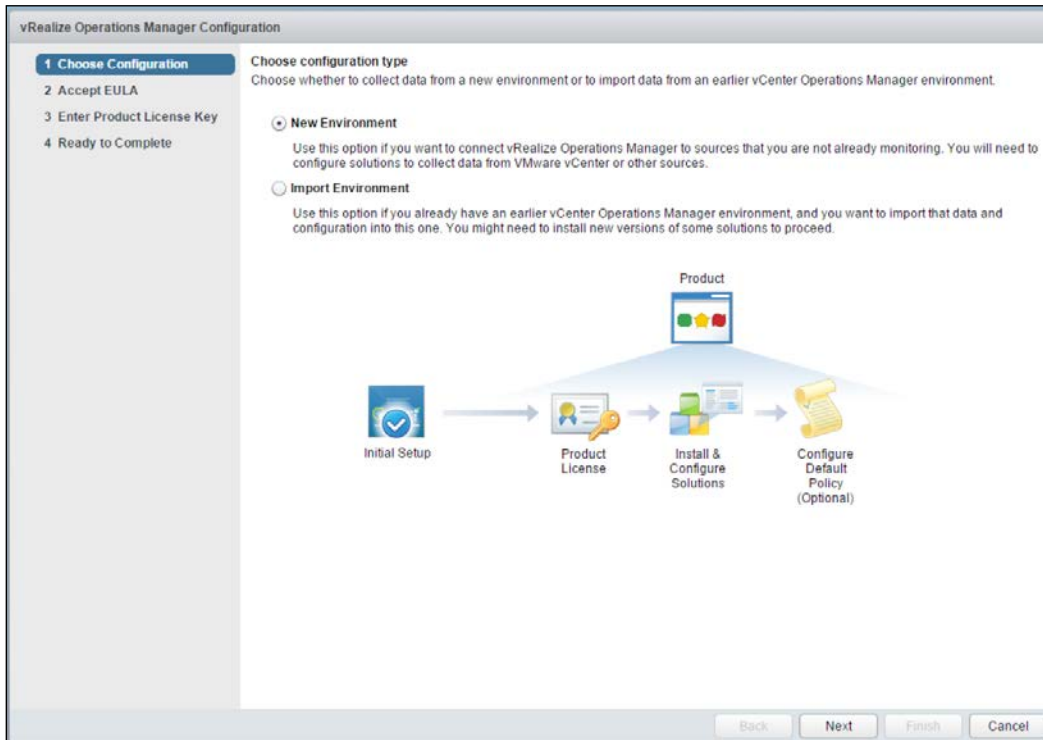 vRealize Operations Manager Configuration
1 Choose Configuration
2 Accept EULA
3 Enter Product License Key
4 Ready to Complete
Choose configuration type
Choose whether to collect data from a new environment or to import data from an earlier vCenter Operations Manager environment.
New Environment
Use this option if you want to connect vRealize Operations Manager to sources that you are not already monitoring. You will need to
configure solutions to collect data from VMware vCenter or other sources.
Import Environment
Use this option if you already have an earlier vCenter Operations Manager environment, and you want to import that data and
configuration into this one. You might need to install new versions of some solutions to proceed.
Product
Initial Setup
Product
License
Install &
Configure
Solutions
Configure
Default
Policy
(Optional)
Back
Next
Finish
Cancel